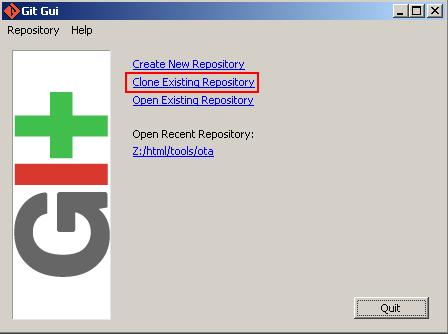 Git Gui
Repository Help
Create New Repository
Clone Existing Repository
Open Existing Repository
Open Recent Repository:
Z:/html/tools/ota
Git
Quit